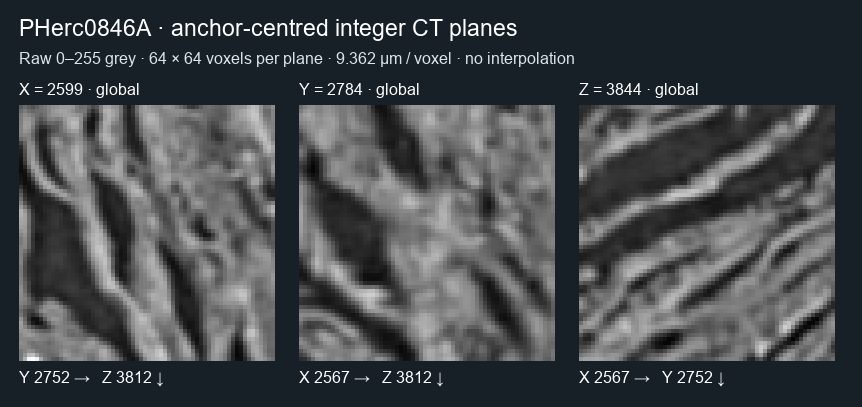 PHerc0846A · anchor-centred integer CT planes
Raw 0–255 grey · 64 × 64 voxels per plane · 9.362 µm / voxel · no interpolation
X = 2599 · global
Y = 2784 · global
Z = 3844 · global
Y 2752 → Z 3812 ↓
X 2567 → Z 3812 ↓
X 2567 → Y 2752 ↓